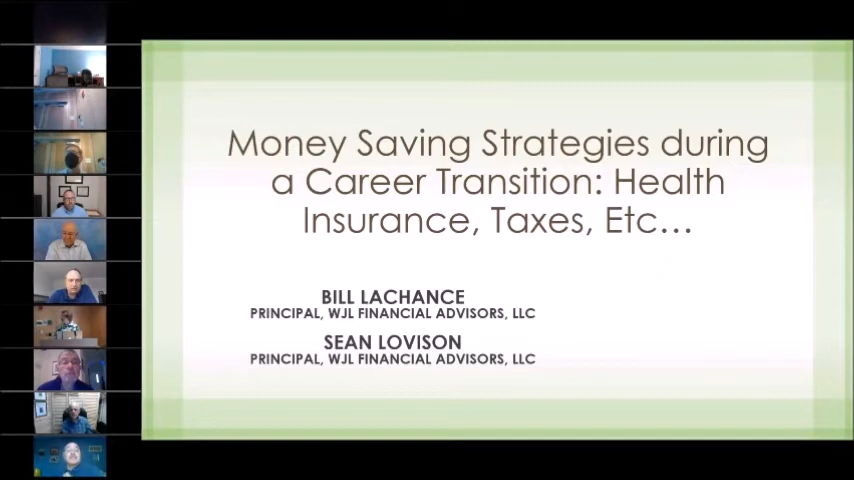 Money Saving Strategies during
a Career Transition: Health
Insurance, Taxes, Etc...
BILL LACHANCE
PRINCIPAL, WJL FINANCIAL ADVISORS, LLC
SEAN LOVISON
PRINCIPAL, WJL FINANCIAL ADVISORS, LLC